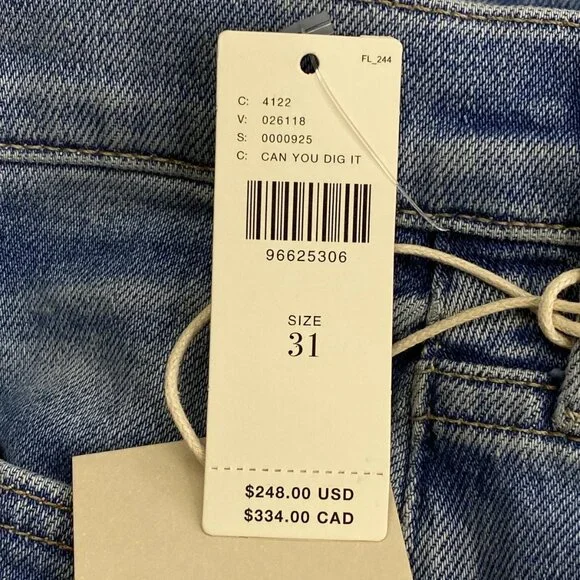 FL_244
C: 4122
V: 026118
S: 0000925
C: CAN YOU DIG IT
96625306
SIZE
31
$248.00 USD
$334.00 CAD